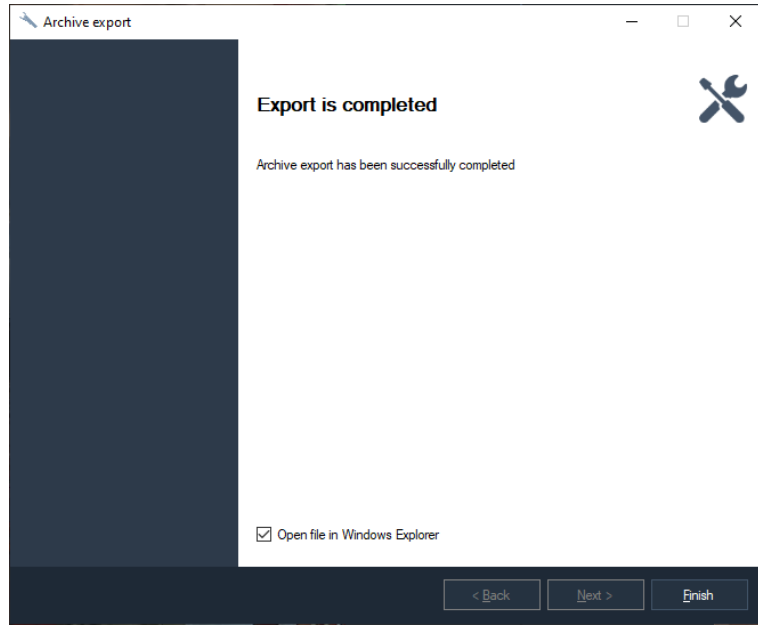 Archive export
Export is completed
Archive export has been successfully completed
Open file in Windows Explorer
< Back
Next >
Finish